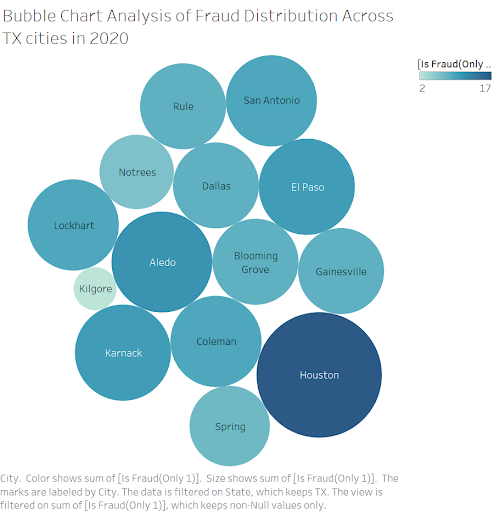 Bubble Chart Analysis of Fraud Distribution Across
TX cities in 2020
[Is Fraud(Only ..
2 17
Rule
San Antonio
Notrees
Dallas
El Paso
Lockhart
Aledo
Blooming
Grove
Gainesville
Kilgore
Karnack
Coleman
Houston
Spring
City. Color shows sum of [Is Fraud(Only 1)]. Size shows sum of [Is Fraud(Only 1)]. The
marks are labeled by City. The data is filtered on State, which keeps TX. The view is
filtered on sum of [Is Fraud(Only 1)], which keeps non-Null values only.